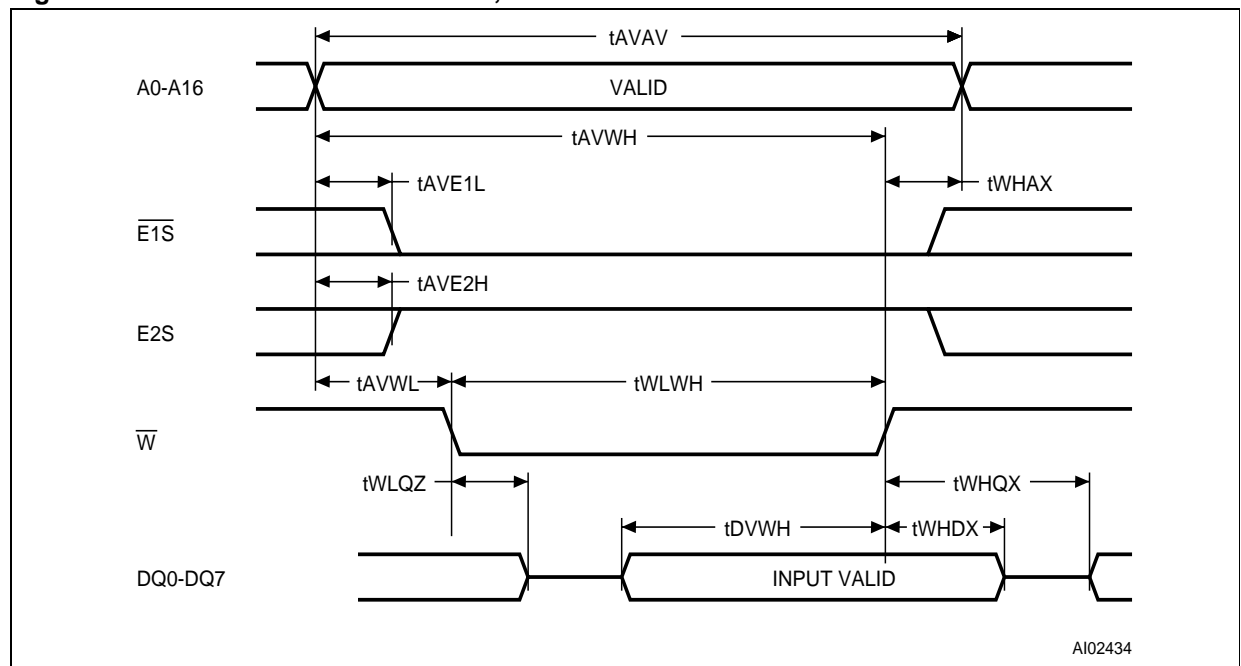 tAVAV
A0-A16
VALID
tAVWH
tAVE1L
tWHAX
E1S
tAVE2H
E2S
tAVWL
tWLWH
W
tWLQZ
tWHQX
tDVWH
tWHDX
DQ0-DQ7
INPUT VALID
AI02434